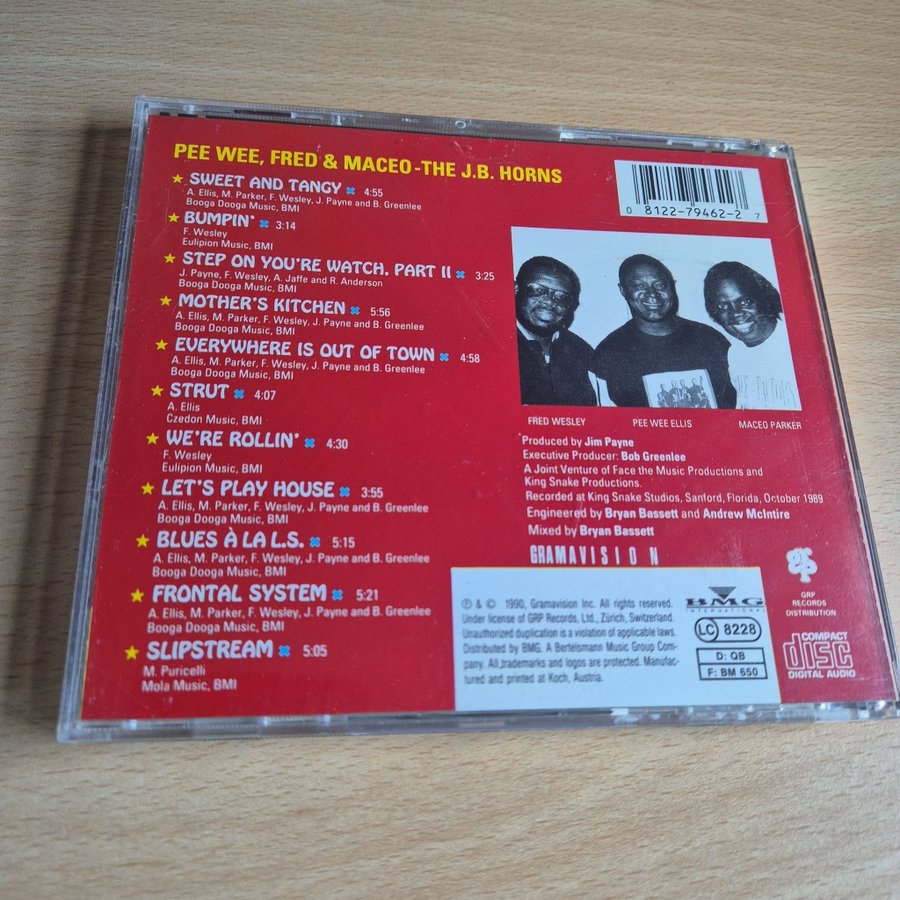 PEE WEE, FRED & MACEO - THE J.B. HORNS
SWEET AND TANGY 4:55
A. Ellis, M. Parker, F. Wesley, J. Payne and B. Greenlee
Booga Dooga Music, BMI
BUMPIN' 3:14
F. Wesley
Eulipion Music, BMI
STEP ON YOU'RE WATCH, PART II 3:25
J. Payne, F. Wesley, A. Jaffe and R. Anderson
Booga Dooga Music, BMI
MOTHER'S KITCHEN 5:56
A. Ellis, M. Parker, F. Wesley, J. Payne and B. Greenlee
Booga Dooga Music, BMI
EVERYWHERE IS OUT OF TOWN 4:58
A. Ellis, M. Parker, F. Wesley, J. Payne and B. Greenlee
Booga Dooga Music, BMI
STRUT 4:07
A. Ellis
Czedon Music, BMI
WE'RE ROLLIN' 4:30
F. Wesley
Eulipion Music, BMI
LET'S PLAY HOUSE 3:55
A. Ellis, M. Parker, F. Wesley, J. Payne and B. Greenlee
Booga Dooga Music, BMI
BLUES À LA L.S. 5:15
A. Ellis, M. Parker, F. Wesley, J. Payne and B. Greenlee
Booga Dooga Music, BMI
FRONTAL SYSTEM 5:21
A. Ellis, M. Parker, F. Wesley, J. Payne and B. Greenlee
Booga Dooga Music, BMI
SLIPSTREAM 5:05
M. Puricelli
Mola Music, BMI
0 8122-79462-2 7
FRED WESLEY PEE WEE ELLIS MACEO PARKER
Produced by Jim Payne
Executive Producer: Bob Greenlee
A Joint Venture of Face the Music Productions and
King Snake Productions.
Recorded at King Snake Studios, Sanford, Florida, October 1989
Engineered by Bryan Bassett and Andrew McIntire
Mixed by Bryan Bassett
GRAMAVISION
GRP
RECORDS
DISTRIBUTION
℗ & © 1990, Gramavision Inc. All rights reserved.
Under license of GRP Records, Ltd., Zürich, Switzerland.
Unauthorized duplication is a violation of applicable laws.
Distributed by BMG. A Bertelsmann Music Group Com-
pany. All trademarks and logos are protected. Manufac-
tured and printed at Koch, Austria.
BMG
INTERNATIONAL
LC 8228
D: QB
F: BM 650
COMPACT
disc
DIGITAL AUDIO